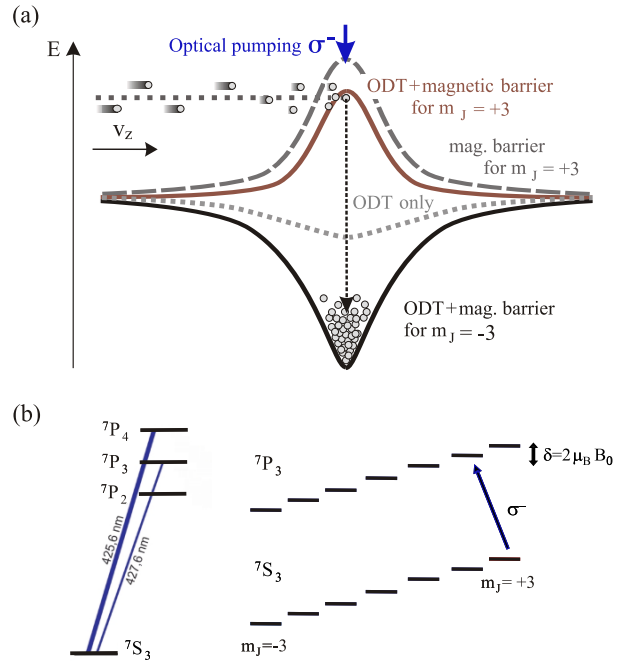 (a)
Optical pumping σ⁻
E
ODT+magnetic barrier
for m_J = +3
v_z
mag. barrier
for m_J = +3
ODT only
ODT+mag. barrier
for m_J = -3
(b)
⁷P₄
⁷P₃
⁷P₂
425,6 nm
427,6 nm
⁷S₃
⁷P₃
δ=2μ_B B₀
σ⁻
⁷S₃
m_J= +3
m_J=-3